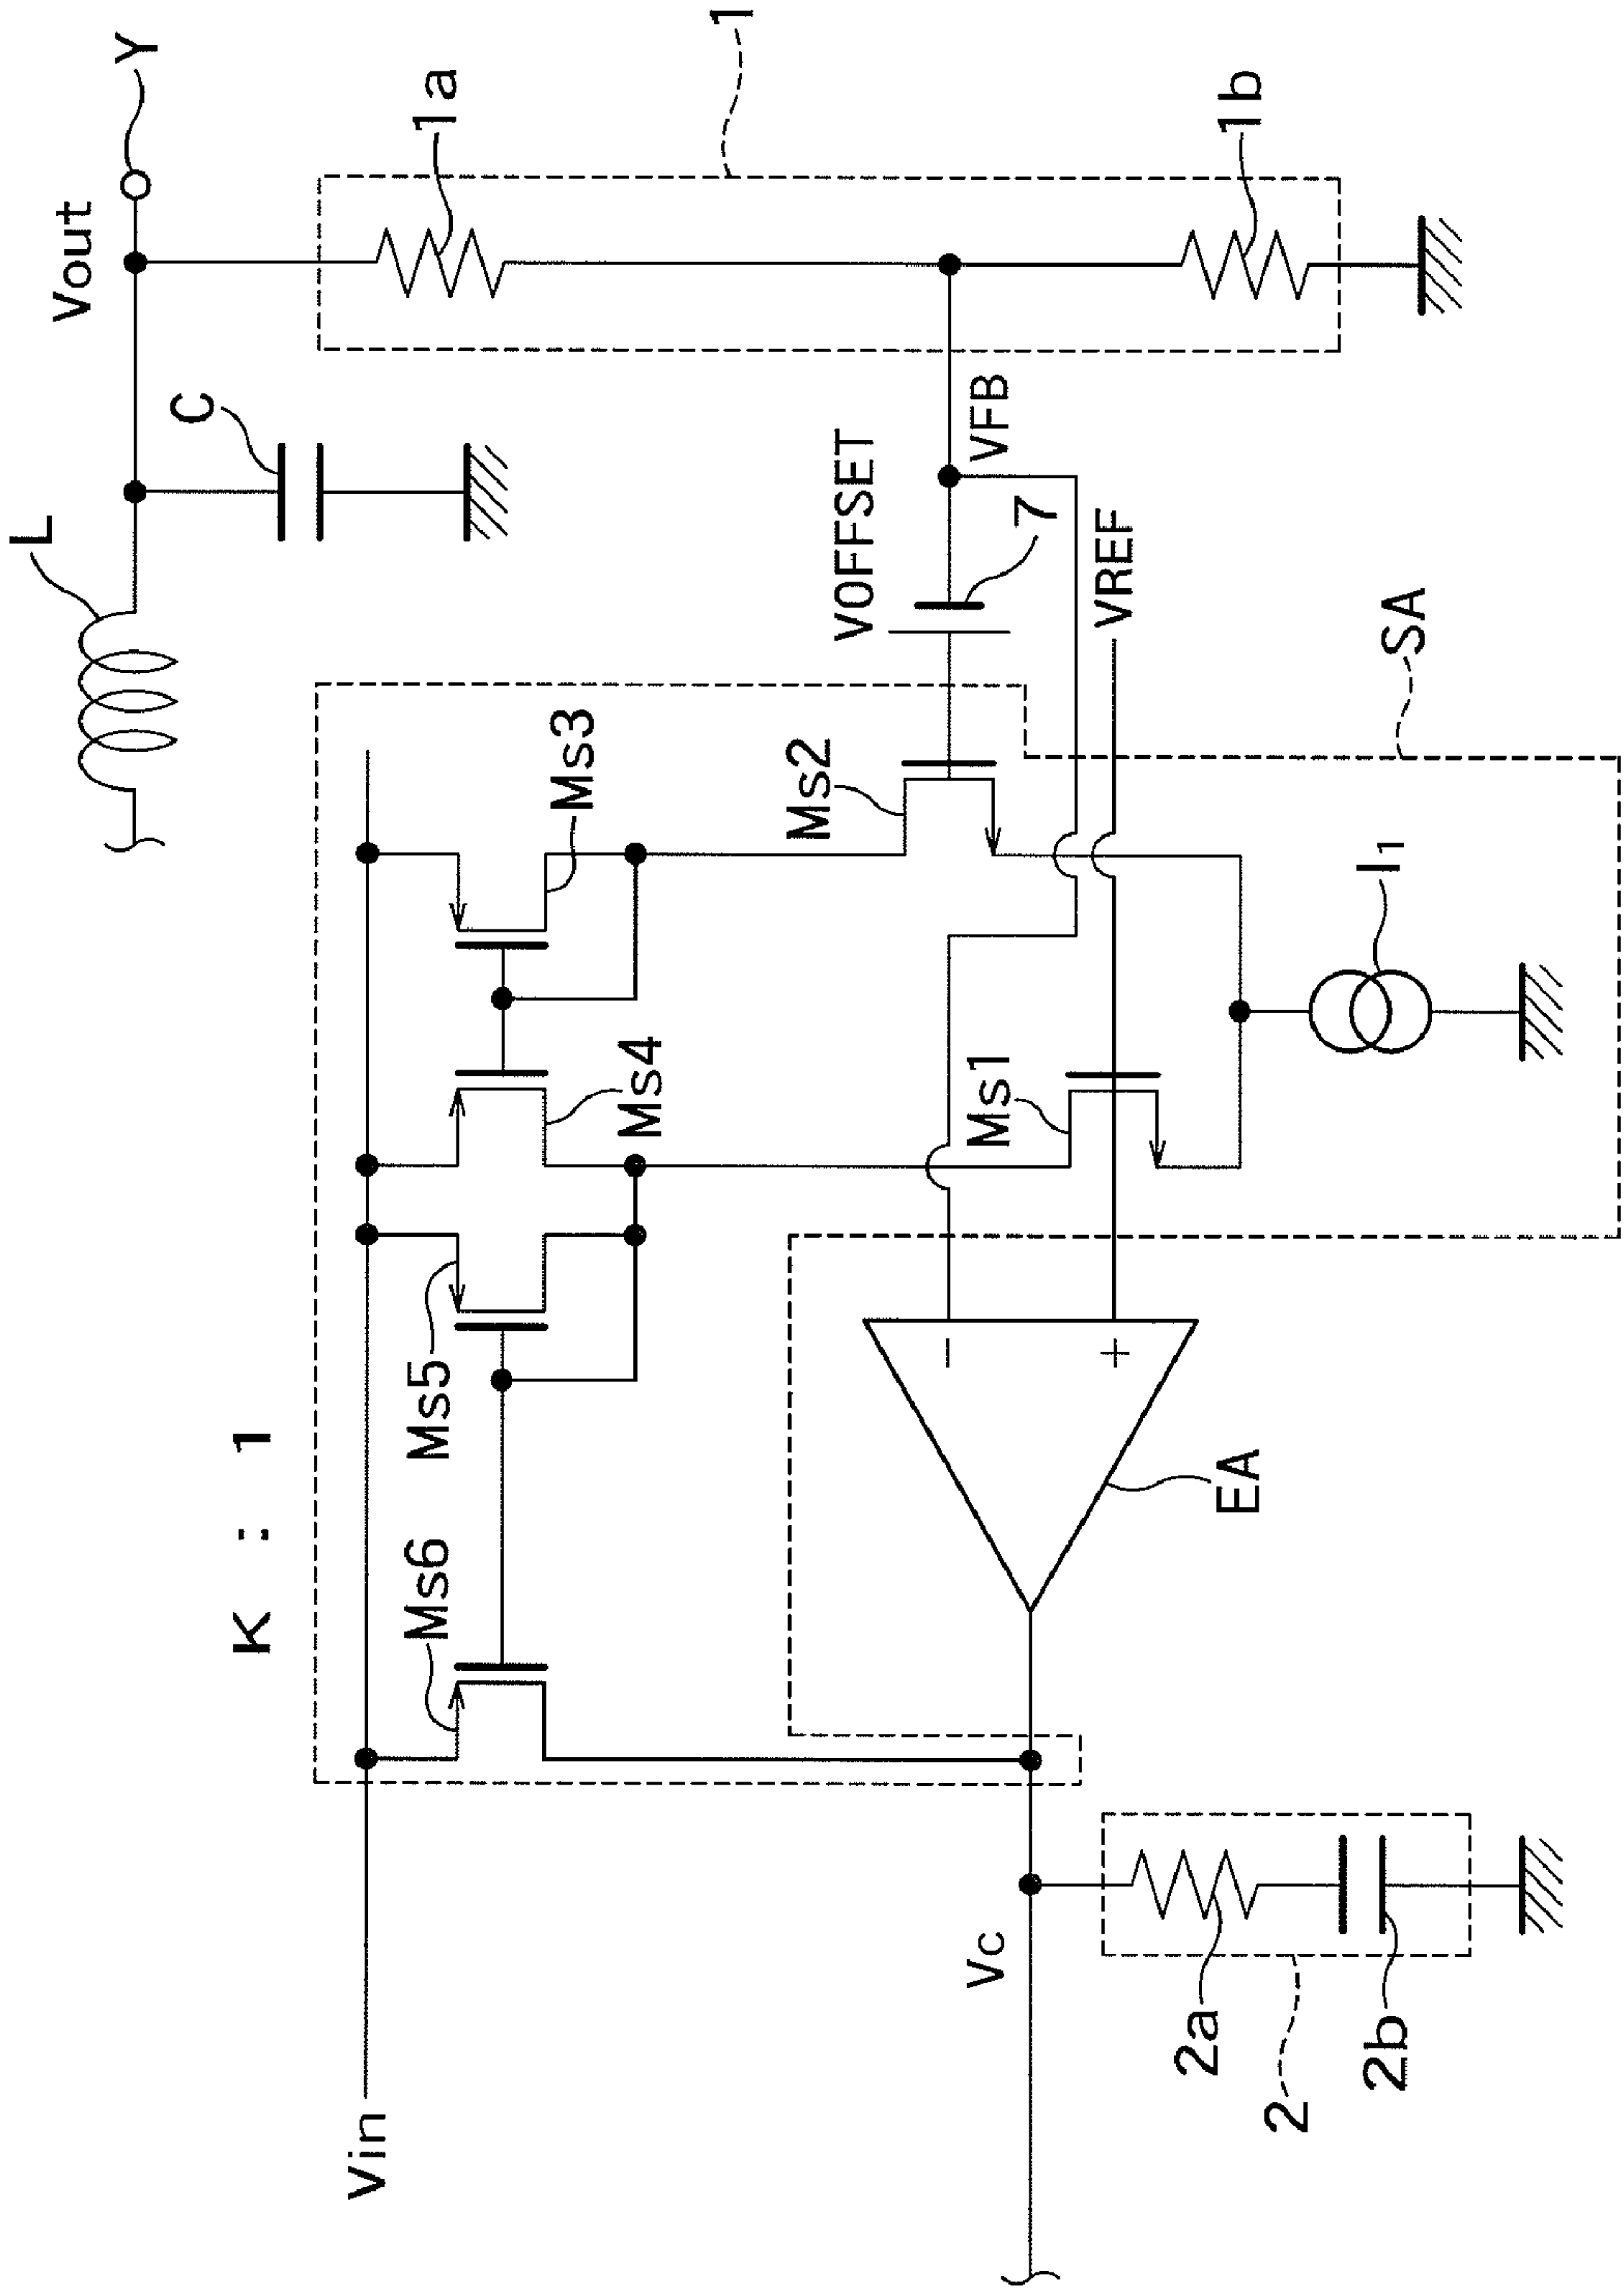 L
Vout
Y
C
1a
1
K : 1
Vin
Ms6
Ms5
Ms4
Ms3
Ms2
VOFFSET
7
VFB
1b
Vc
Ms1
VREF
EA
I1
SA
2a
2
2b
−
+